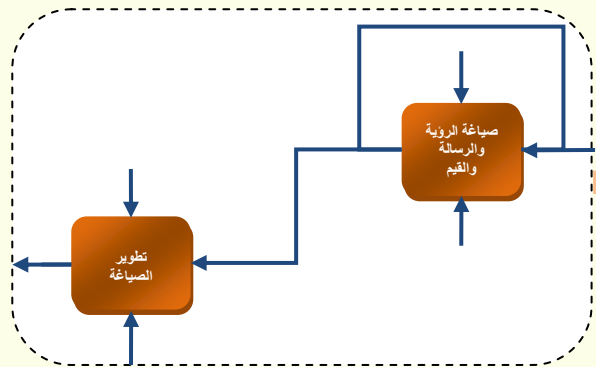 صياغة الرؤية
والرسالة
والقيم
تطوير
الصياغة